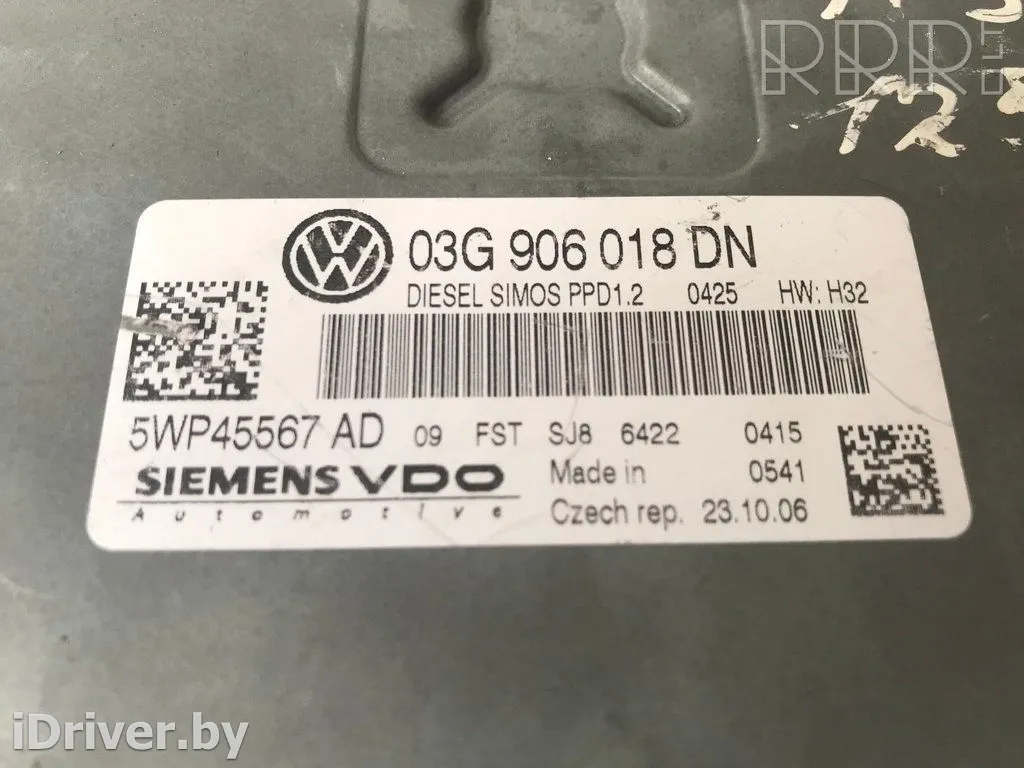 RRR.LT
03G 906 018 DN
DIESEL SIMOS PPD1.2 0425 HW: H32
5WP45567 AD 09 FST SJ8 6422 0415
SIEMENS VDO Made in 0541
Automotive Czech rep. 23.10.06
iDriver.by